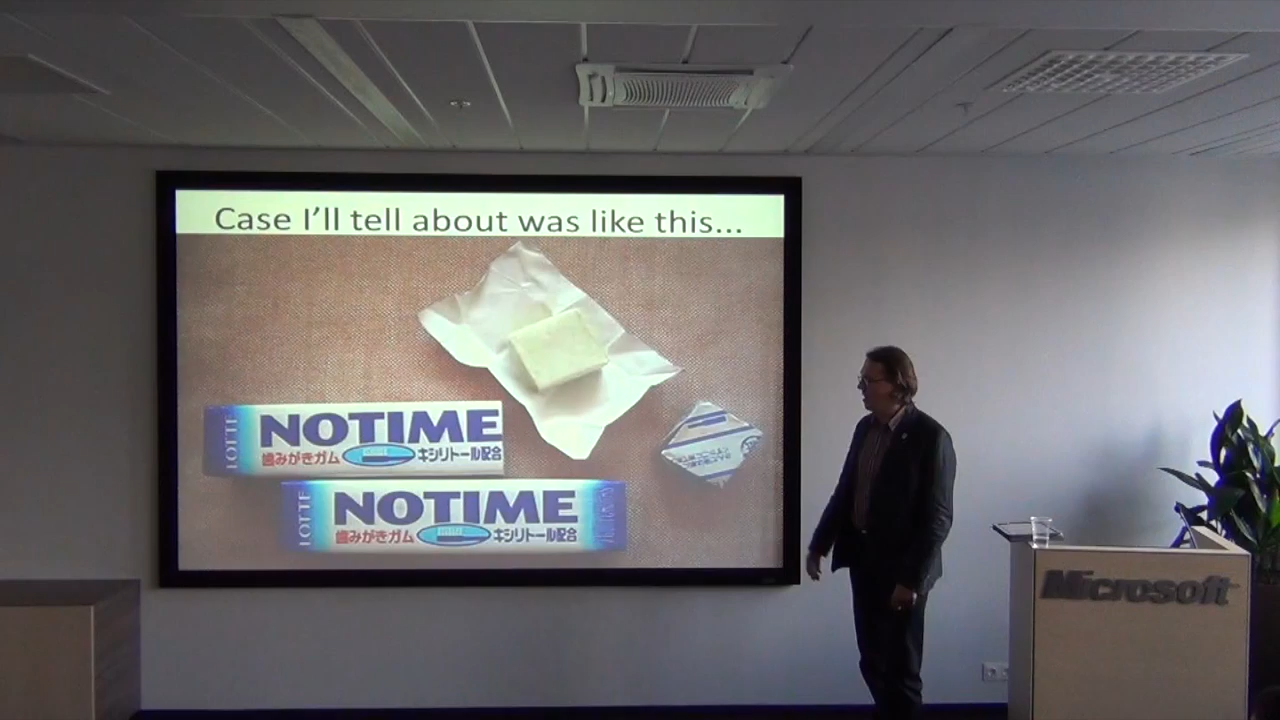 Case I'll tell about was like this...
LOTTE
NOTIME
歯みがきガム
キシリトール配合
LOTTE
NOTIME
歯みがきガム
キシリトール配合
Microsoft